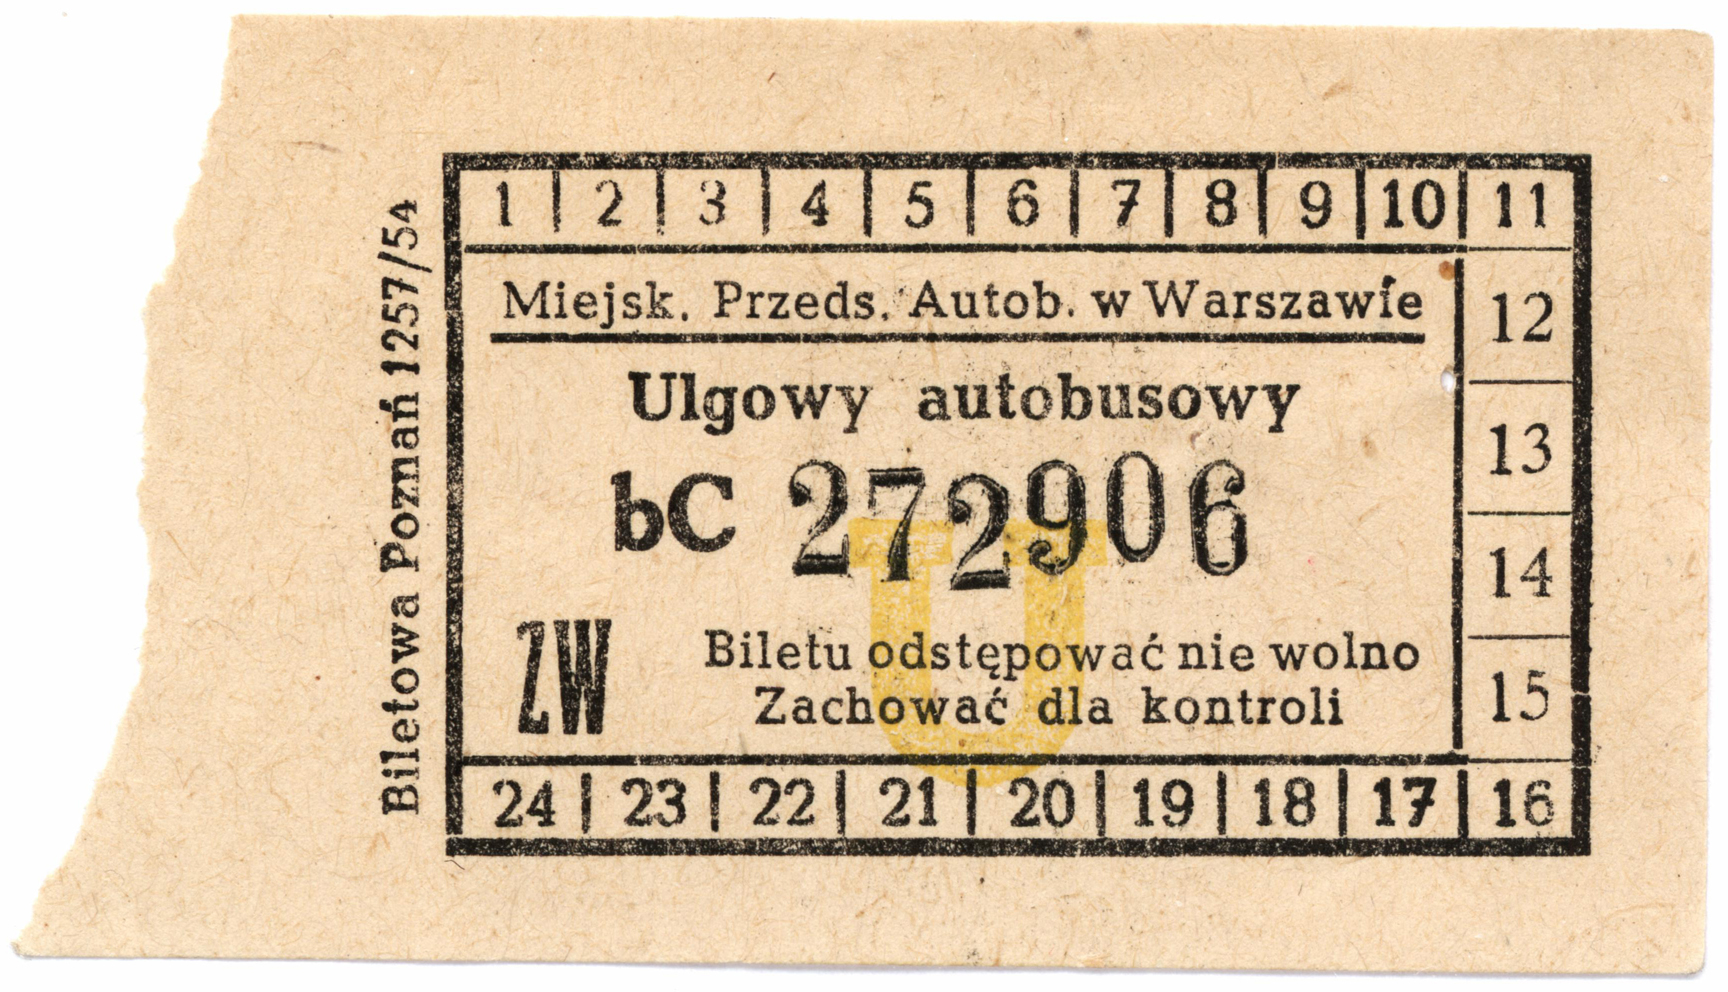 1 | 2 | 3 | 4 | 5 | 6 | 7 | 8 | 9 | 10 | 11
Miejsk. Przeds. Autob. w Warszawie
12
Ulgowy autobusowy
13
bC 272906
U
14
ZW
Biletu odstępować nie wolno
Zachować dla kontroli
15
24 | 23 | 22 | 21 | 20 | 19 | 18 | 17 | 16
Biletowa Poznań 1257/54